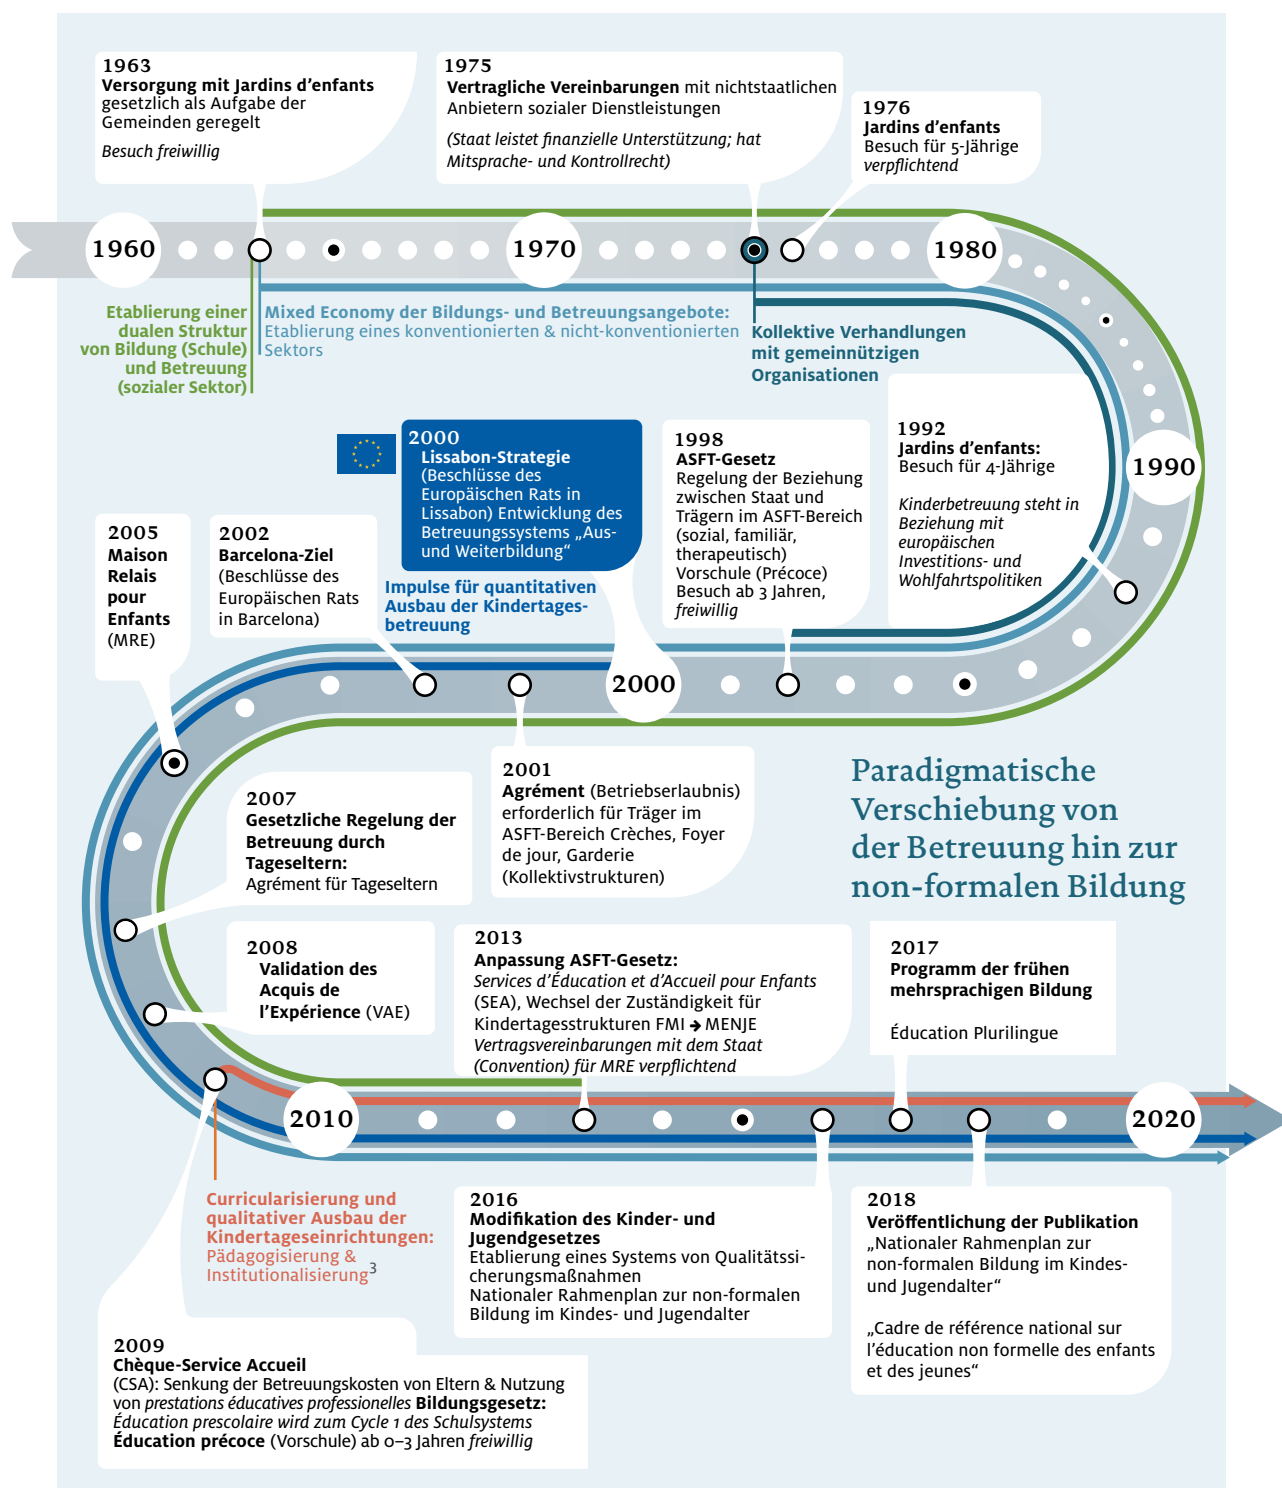 1963
Versorgung mit Jardins d'enfants
gesetzlich als Aufgabe der
Gemeinden geregelt
Besuch freiwillig
1975
Vertragliche Vereinbarungen mit nichtstaatlichen
Anbietern sozialer Dienstleistungen
(Staat leistet finanzielle Unterstützung; hat
Mitsprache- und Kontrollrecht)
1976
Jardins d'enfants
Besuch für 5-Jährige
verpflichtend
1960
1970
1980
Etablierung einer
dualen Struktur
von Bildung (Schule)
und Betreuung
(sozialer Sektor)
Mixed Economy der Bildungs- und Betreuungsangebote:
Etablierung eines konventionierten & nicht-konventionierten
Sektors
Kollektive Verhandlungen
mit gemeinnützigen
Organisationen
1990
1992
Jardins d'enfants:
Besuch für 4-Jährige
Kinderbetreuung steht in
Beziehung mit
europäischen
Investitions- und
Wohlfahrtspolitiken
1998
ASFT-Gesetz
Regelung der Beziehung
zwischen Staat und
Trägern im ASFT-Bereich
(sozial, familiär,
therapeutisch)
Vorschule (Précoce)
Besuch ab 3 Jahren,
freiwillig
2000
Lissabon-Strategie
(Beschlüsse des
Europäischen Rats in
Lissabon) Entwicklung des
Betreuungssystems „Aus-
und Weiterbildung“
Impulse für quantitativen
Ausbau der Kindertages-
betreuung
2002
Barcelona-Ziel
(Beschlüsse des
Europäischen Rats
in Barcelona)
2005
Maison
Relais
pour
Enfants
(MRE)
2000
2001
Agrément (Betriebserlaubnis)
erforderlich für Träger im
ASFT-Bereich Crèches, Foyer
de jour, Garderie
(Kollektivstrukturen)
Paradigmatische
Verschiebung von
der Betreuung hin zur
non-formalen Bildung
2007
Gesetzliche Regelung der
Betreuung durch
Tageseltern:
Agrément für Tageseltern
2008
Validation des
Acquis de
l'Expérience (VAE)
2013
Anpassung ASFT-Gesetz:
Services d'Éducation et d'Accueil pour Enfants
(SEA), Wechsel der Zuständigkeit für
Kindertagesstrukturen FMI → MENJE
Vertragsvereinbarungen mit dem Staat
(Convention) für MRE verpflichtend
2017
Programm der frühen
mehrsprachigen Bildung
Éducation Plurilingue
2010
2020
Curricularisierung und
qualitativer Ausbau der
Kindertageseinrichtungen:
Pädagogisierung &
Institutionalisierung3
2016
Modifikation des Kinder- und
Jugendgesetzes
Etablierung eines Systems von Qualitätssi-
cherungsmaßnahmen
Nationaler Rahmenplan zur non-formalen
Bildung im Kindes- und Jugendalter
2018
Veröffentlichung der Publikation
„Nationaler Rahmenplan zur
non-formalen Bildung im Kindes-
und Jugendalter“
„Cadre de référence national sur
l'éducation non formelle des enfants
et des jeunes“
2009
Chèque-Service Accueil
(CSA): Senkung der Betreuungskosten von Eltern & Nutzung
von prestations éducatives professionelles Bildungsgesetz:
Éducation prescolaire wird zum Cycle 1 des Schulsystems
Éducation précoce (Vorschule) ab 0–3 Jahren freiwillig